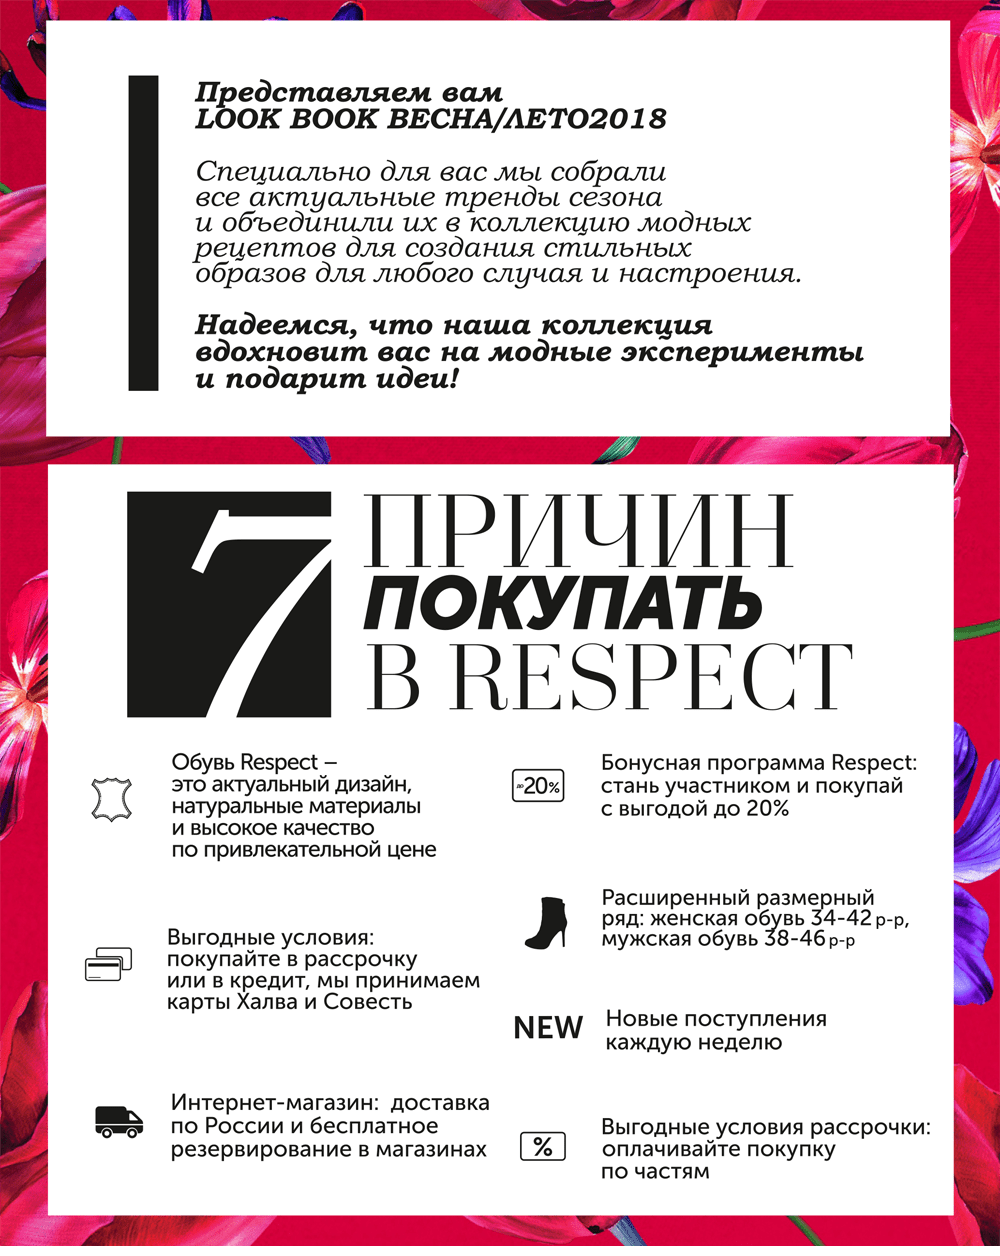 Представляем вам
LOOK BOOK ВЕСНА/ЛЕТО2018
Специально для вас мы собрали
все актуальные тренды сезона
и объединили их в коллекцию модных
рецептов для создания стильных
образов для любого случая и настроения.
Надеемся, что наша коллекция
вдохновит вас на модные эксперименты
и подарит идеи!
7
ПРИЧИН
ПОКУПАТЬ
В RESPECT
Обувь Respect –
это актуальный дизайн,
натуральные материалы
и высокое качество
по привлекательной цене
Выгодные условия:
покупайте в рассрочку
или в кредит, мы принимаем
карты Халва и Совесть
Интернет-магазин: доставка
по России и бесплатное
резервирование в магазинах
до20%
Бонусная программа Respect:
стань участником и покупай
с выгодой до 20%
Расширенный размерный
ряд: женская обувь 34-42 р-р,
мужская обувь 38-46 р-р
NEW
Новые поступления
каждую неделю
%
Выгодные условия рассрочки:
оплачивайте покупку
по частям